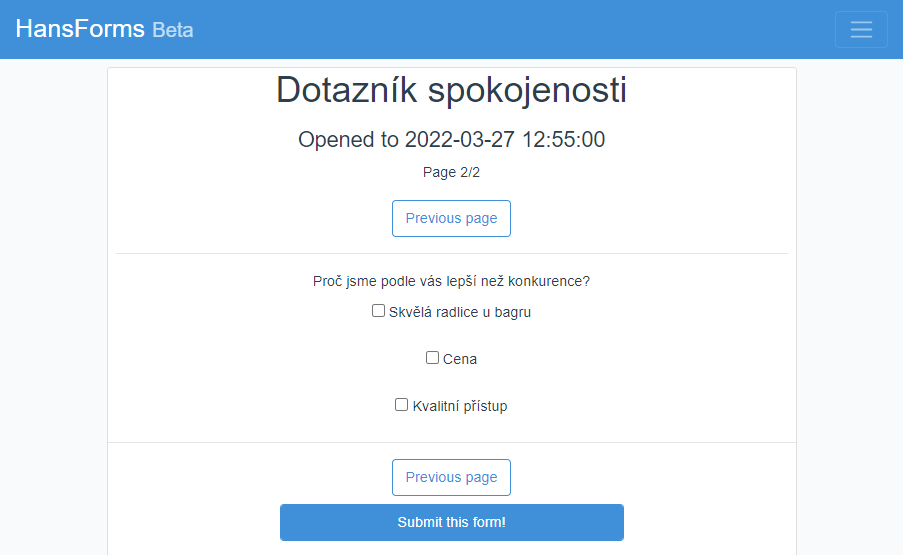 HansForms Beta
Dotazník spokojenosti
Opened to 2022-03-27 12:55:00
Page 2/2
Previous page
Proč jsme podle vás lepší než konkurence?
Skvělá radlice u bagru
Cena
Kvalitní přístup
Previous page
Submit this form!